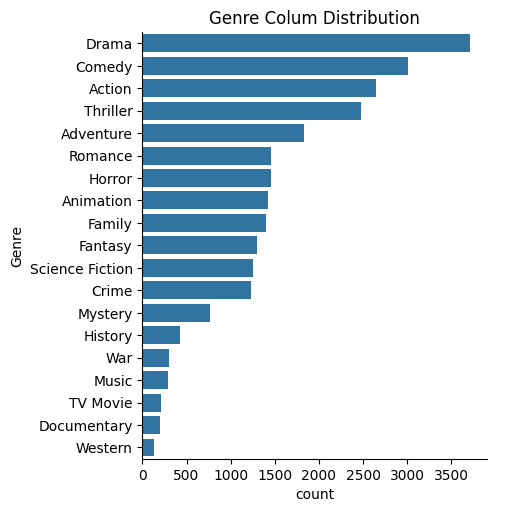 Genre Colum Distribution
Drama
Comedy
Action
Thriller
Adventure
Romance
Horror
Animation
Family
Fantasy
Science Fiction
Crime
Mystery
History
War
Music
TV Movie
Documentary
Western
Genre
0 500 1000 1500 2000 2500 3000 3500
count